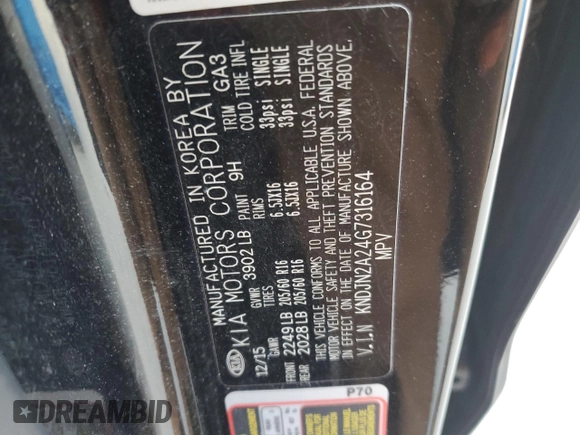 MANUFACTURED IN KOREA BY
KIA KIA MOTORS CORPORATION
12/15 GVWR 3902LB PAINT 9H TRIM GA3
GAWR TIRES RIMS COLD TIRE INFL
FRONT 2249LB 205/60 R16 6.5JX16 33psi SINGLE
REAR 2028LB 205/60 R16 6.5JX16 33psi SINGLE
THIS VEHICLE CONFORMS TO ALL APPLICABLE U.S.A. FEDERAL
MOTOR VEHICLE SAFETY AND THEFT PREVENTION STANDARDS
IN EFFECT ON THE DATE OF MANUFACTURE SHOWN ABOVE.
V.I.N KNDJN2A24G7316164
MPV
P70
DREAMBID